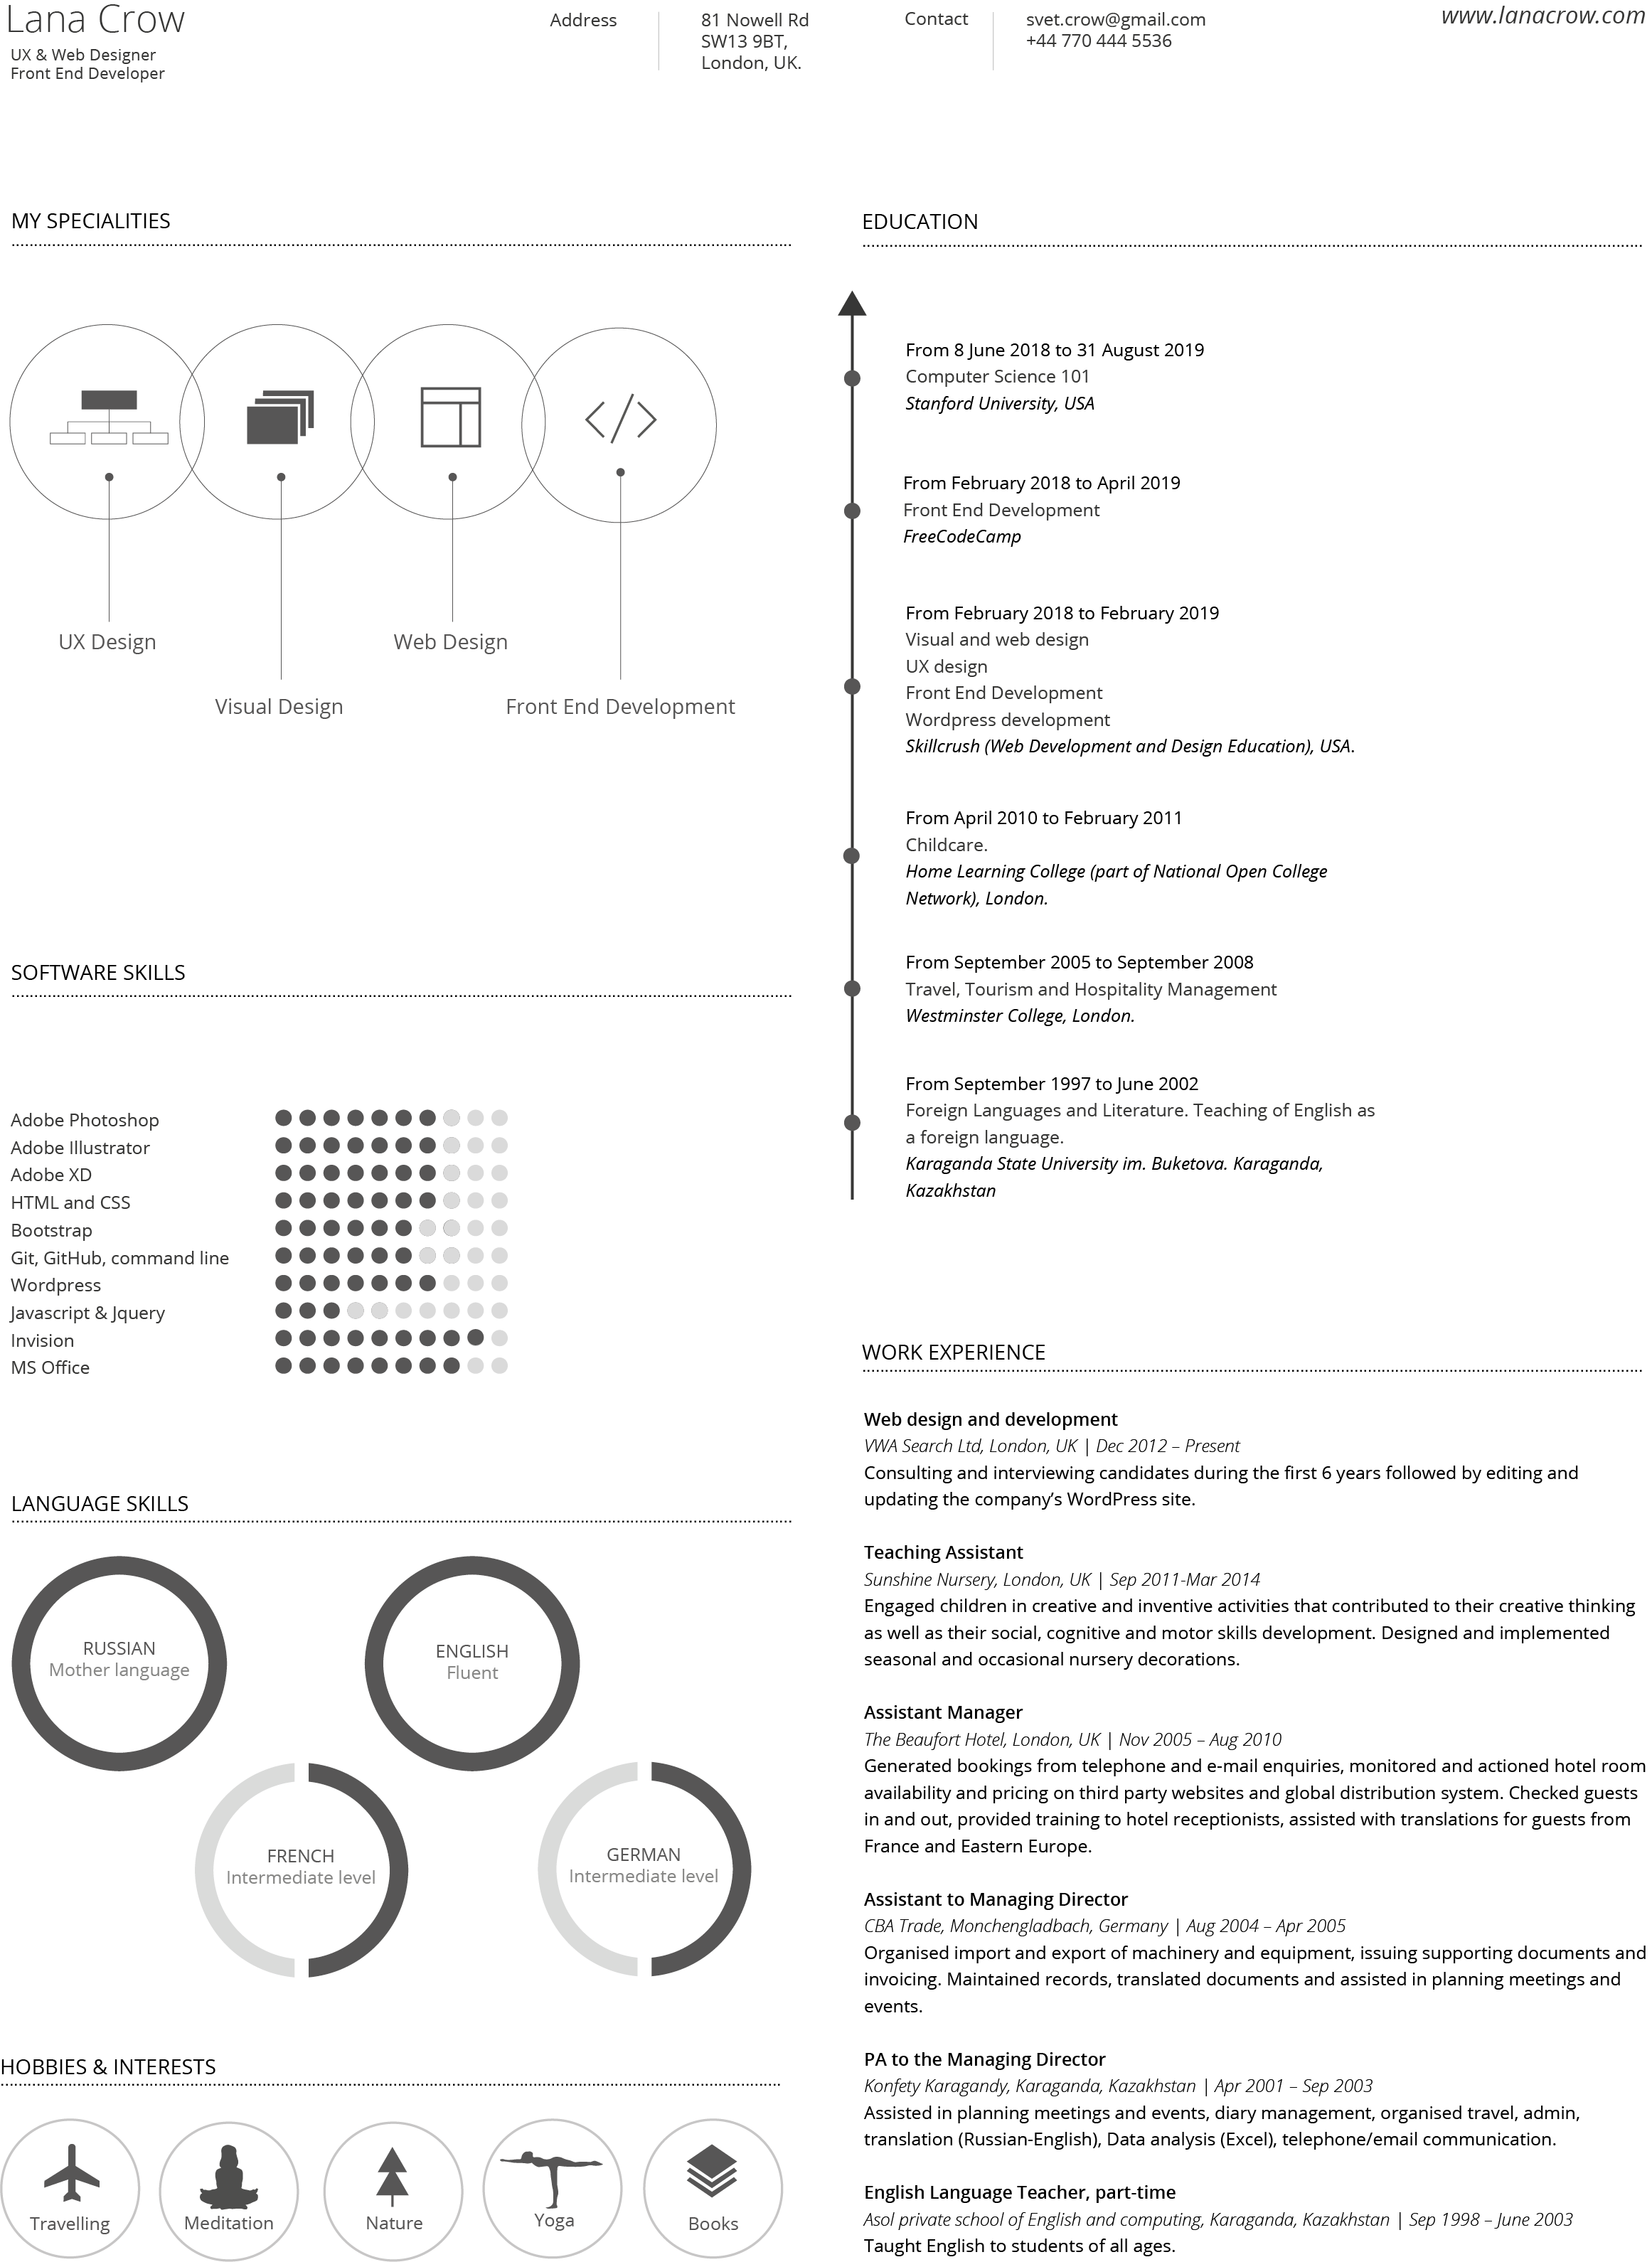 Lana Crow
UX & Web Designer
Front End Developer
Address
81 Nowell Rd
SW13 9BT,
London, UK.
Contact
svet.crow@gmail.com
+44 770 444 5536
www.lanacrow.com
MY SPECIALITIES
UX Design
Web Design
Visual Design
Front End Development
SOFTWARE SKILLS
Adobe Photoshop
Adobe Illustrator
Adobe XD
HTML and CSS
Bootstrap
Git, GitHub, command line
Wordpress
Javascript & Jquery
Invision
MS Office
LANGUAGE SKILLS
RUSSIAN
Mother language
ENGLISH
Fluent
FRENCH
Intermediate level
GERMAN
Intermediate level
HOBBIES & INTERESTS
Travelling
Meditation
Nature
Yoga
Books
EDUCATION
From 8 June 2018 to 31 August 2019
Computer Science 101
Stanford University, USA
From February 2018 to April 2019
Front End Development
FreeCodeCamp
From February 2018 to February 2019
Visual and web design
UX design
Front End Development
Wordpress development
Skillcrush (Web Development and Design Education), USA.
From April 2010 to February 2011
Childcare.
Home Learning College (part of National Open College
Network), London.
From September 2005 to September 2008
Travel, Tourism and Hospitality Management
Westminster College, London.
From September 1997 to June 2002
Foreign Languages and Literature. Teaching of English as
a foreign language.
Karaganda State University im. Buketova. Karaganda,
Kazakhstan
WORK EXPERIENCE
Web design and development
VWA Search Ltd, London, UK | Dec 2012 – Present
Consulting and interviewing candidates during the first 6 years followed by editing and
updating the company’s WordPress site.
Teaching Assistant
Sunshine Nursery, London, UK | Sep 2011-Mar 2014
Engaged children in creative and inventive activities that contributed to their creative thinking
as well as their social, cognitive and motor skills development. Designed and implemented
seasonal and occasional nursery decorations.
Assistant Manager
The Beaufort Hotel, London, UK | Nov 2005 – Aug 2010
Generated bookings from telephone and e-mail enquiries, monitored and actioned hotel room
availability and pricing on third party websites and global distribution system. Checked guests
in and out, provided training to hotel receptionists, assisted with translations for guests from
France and Eastern Europe.
Assistant to Managing Director
CBA Trade, Monchengladbach, Germany | Aug 2004 – Apr 2005
Organised import and export of machinery and equipment, issuing supporting documents and
invoicing. Maintained records, translated documents and assisted in planning meetings and
events.
PA to the Managing Director
Konfety Karagandy, Karaganda, Kazakhstan | Apr 2001 – Sep 2003
Assisted in planning meetings and events, diary management, organised travel, admin,
translation (Russian-English), Data analysis (Excel), telephone/email communication.
English Language Teacher, part-time
Asol private school of English and computing, Karaganda, Kazakhstan | Sep 1998 – June 2003
Taught English to students of all ages.